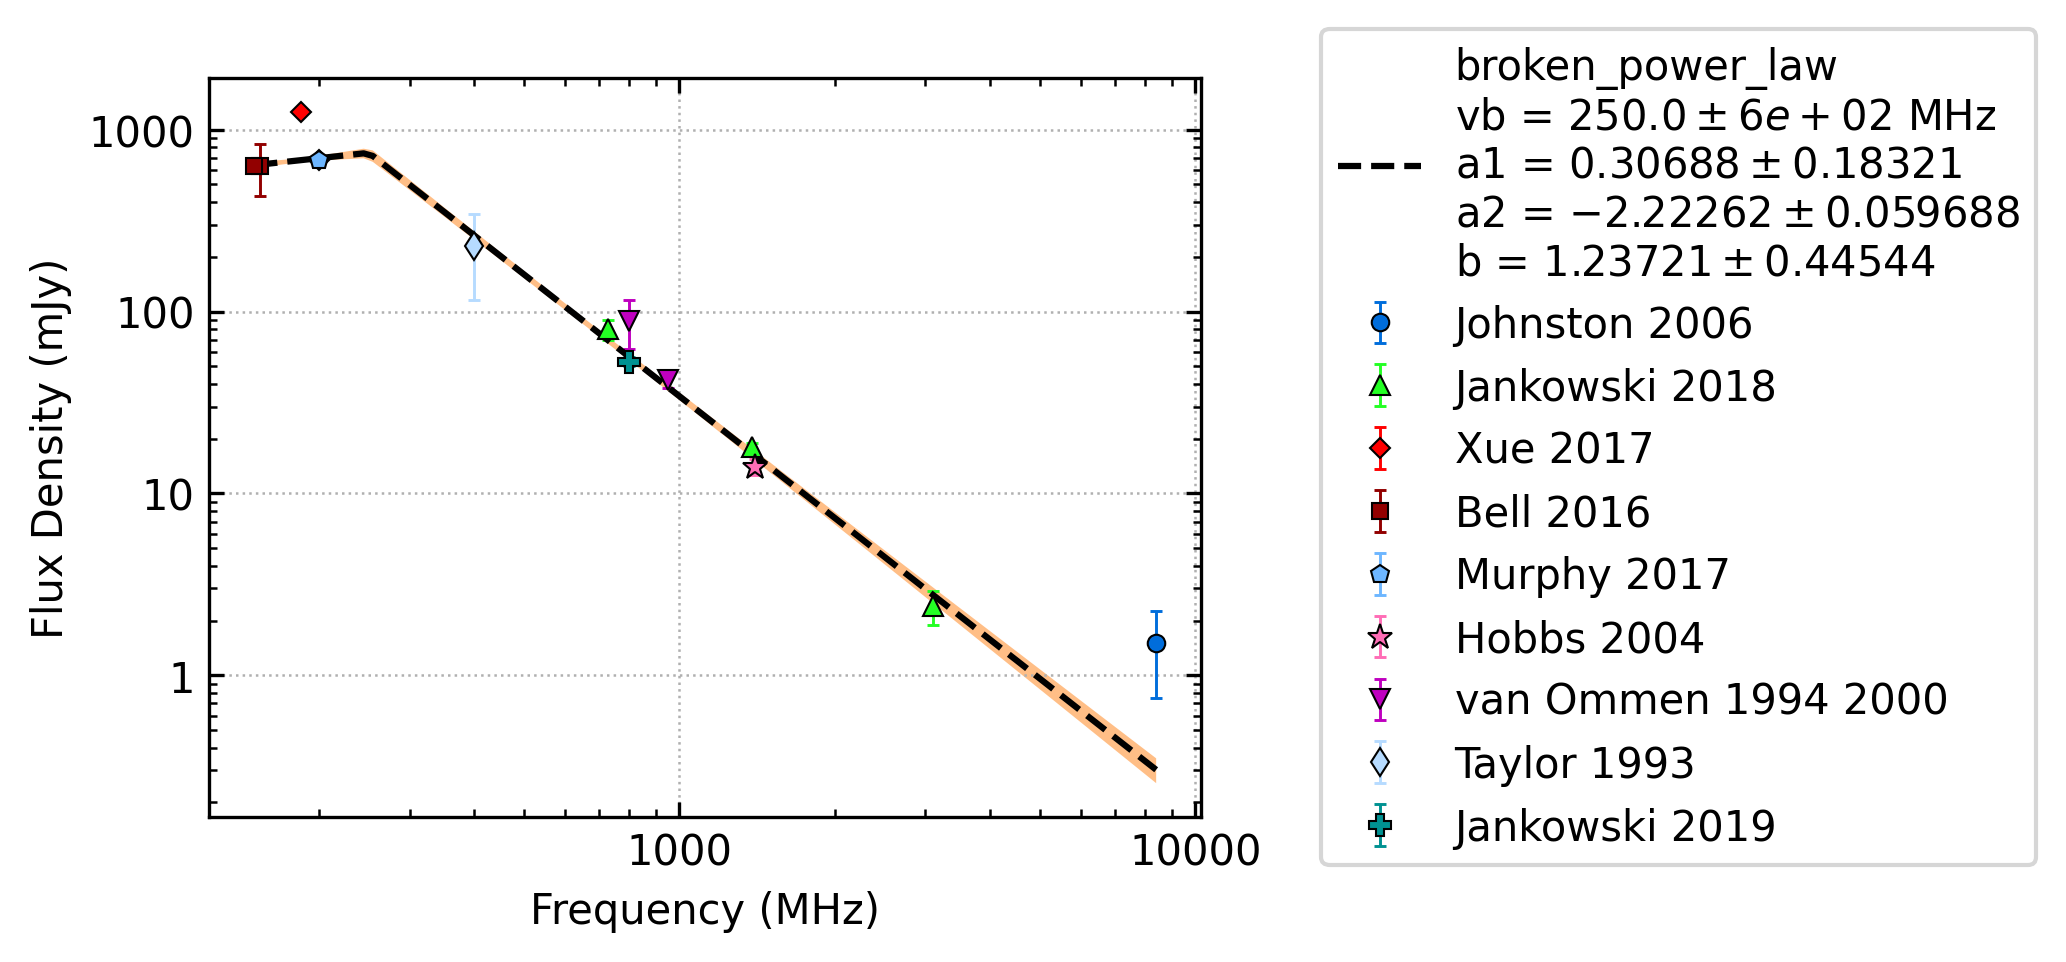 1000
100
10
1
Flux Density (mJy)
1000
10000
Frequency (MHz)
broken_power_law
vb = 250.0 ± 6e + 02 MHz
a1 = 0.30688 ± 0.18321
a2 = −2.22262 ± 0.059688
b = 1.23721 ± 0.44544
Johnston 2006
Jankowski 2018
Xue 2017
Bell 2016
Murphy 2017
Hobbs 2004
van Ommen 1994 2000
Taylor 1993
Jankowski 2019